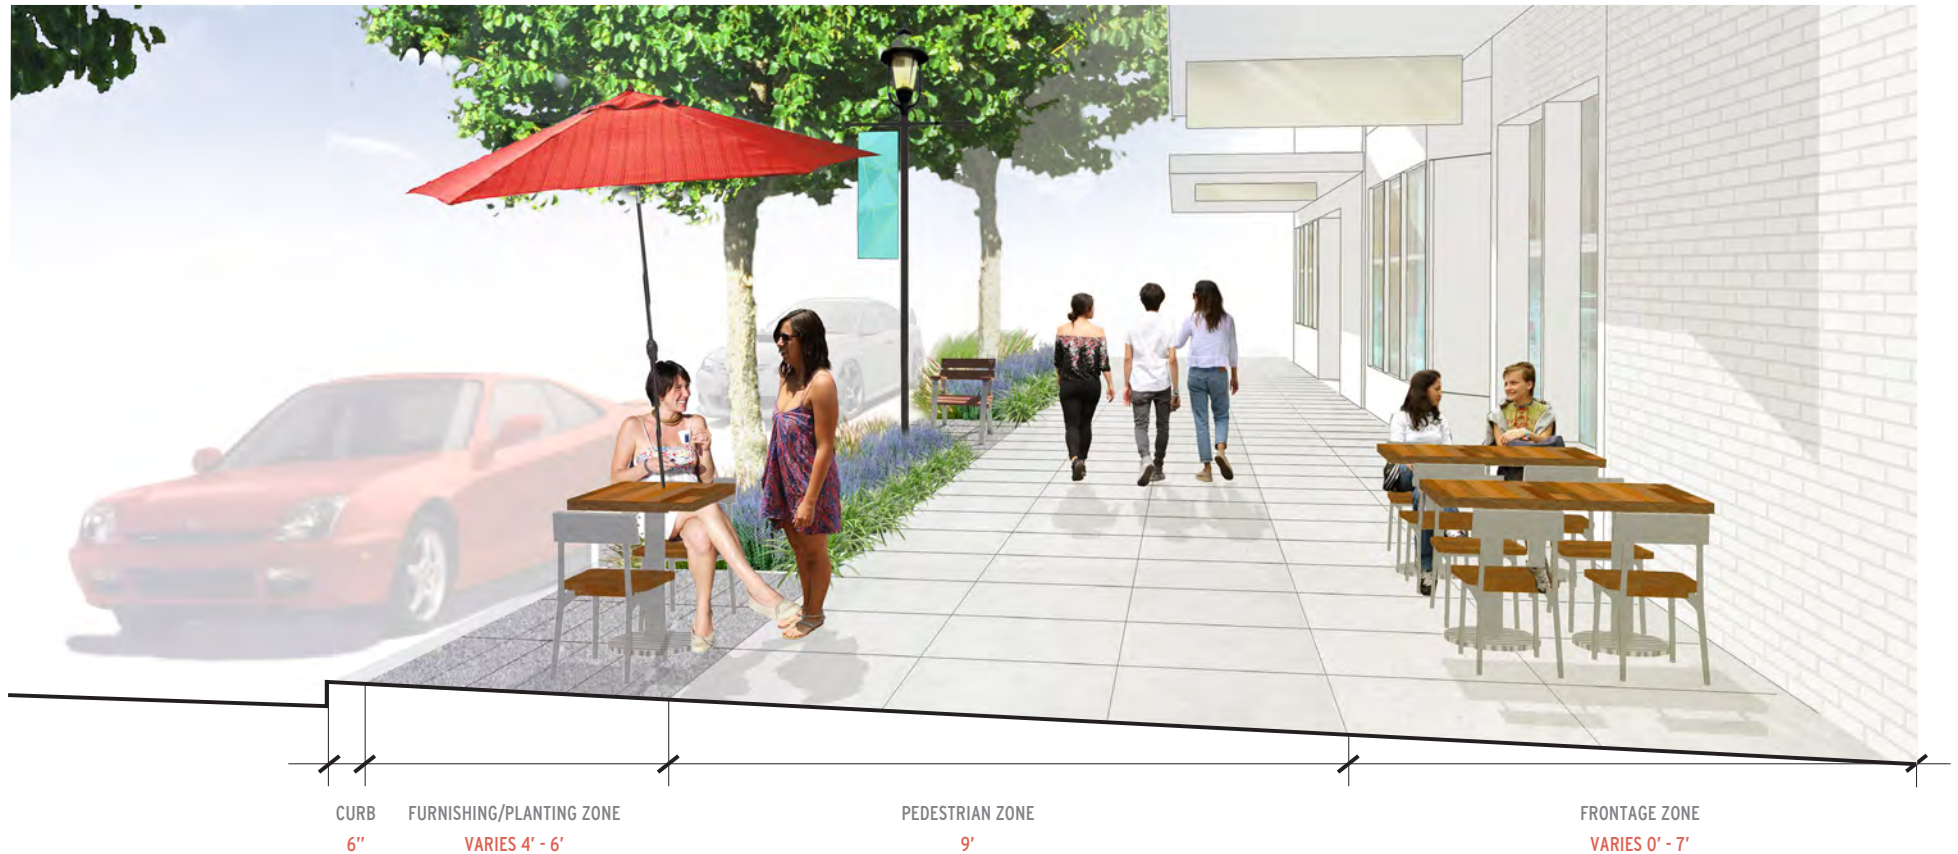 CURB
6"
FURNISHING/PLANTING ZONE
VARIES 4' - 6'
PEDESTRIAN ZONE
9'
FRONTAGE ZONE
VARIES 0' - 7'